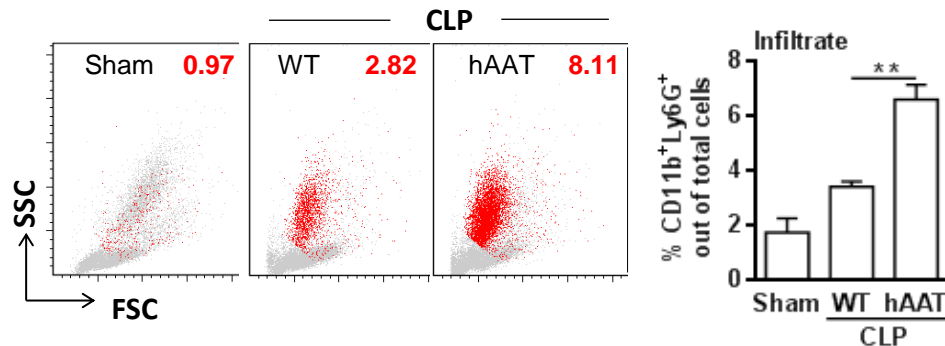 CLP
Sham 0.97
WT 2.82
hAAT 8.11
SSC
FSC
Infiltrate
**
% CD11b⁺Ly6G⁺
out of total cells
8
6
4
2
0
Sham WT hAAT
CLP